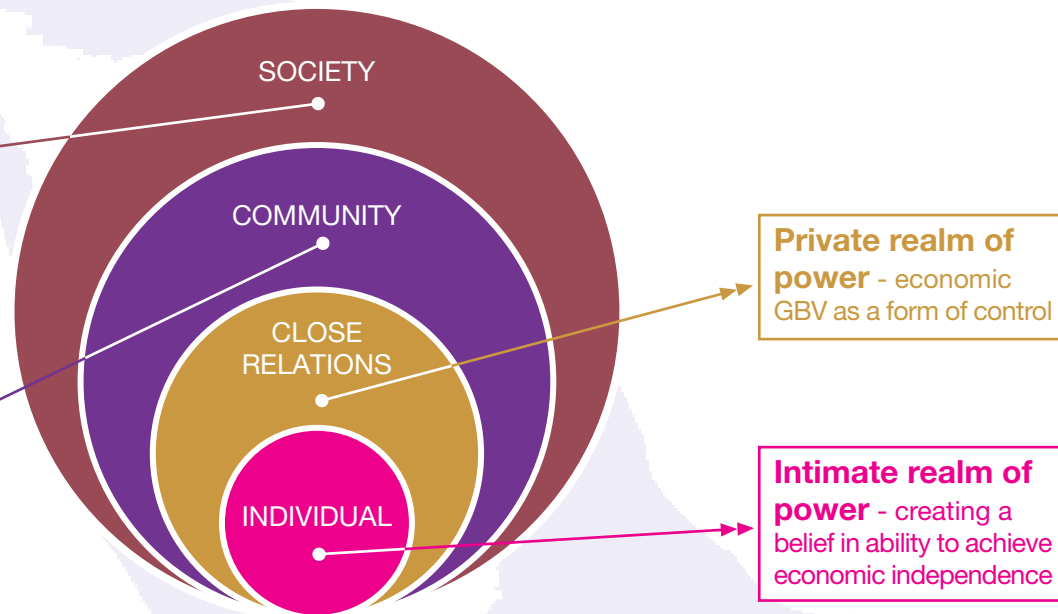 SOCIETY
COMMUNITY
CLOSE
RELATIONS
INDIVIDUAL
Private realm of
power - economic
GBV as a form of control
Intimate realm of
power - creating a
belief in ability to achieve
economic independence